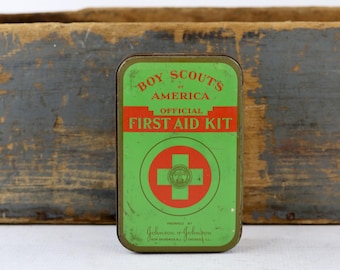 BOY SCOUTS
OF
AMERICA
OFFICIAL
FIRST AID KIT
Johnson & Johnson